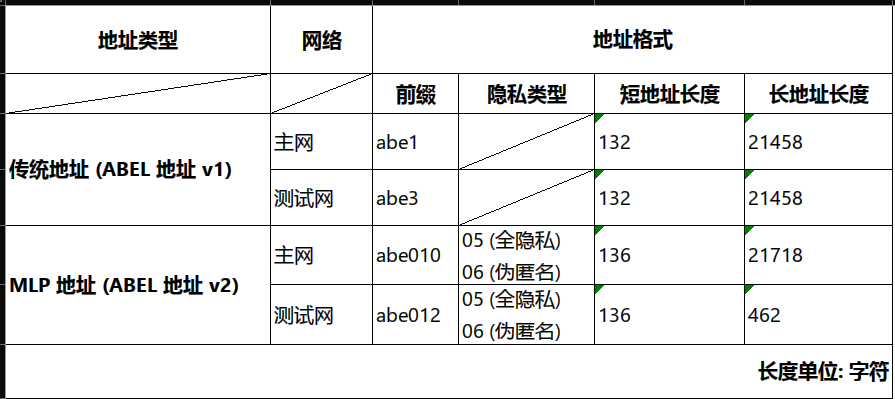 地址类型 网络 地址格式
前缀 隐私类型 短地址长度 长地址长度
传统地址 (ABEL 地址 v1)
主网 abe1 132 21458
测试网 abe3 132 21458
MLP 地址 (ABEL 地址 v2)
主网 abe010 05 (全隐私) 136 21718
06 (伪匿名)
测试网 abe012 05 (全隐私) 136 462
06 (伪匿名)
长度单位: 字符